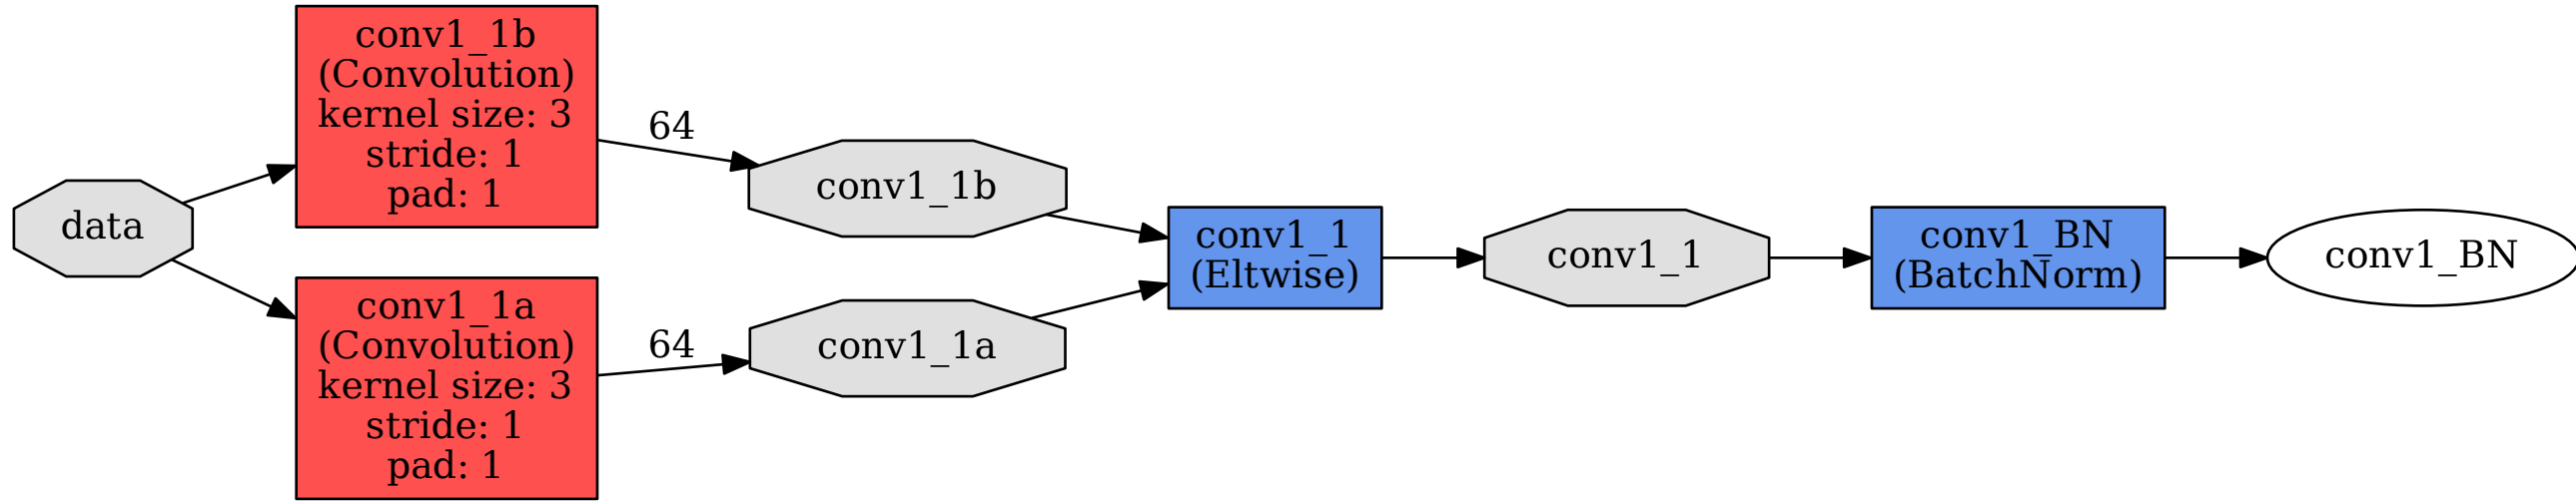 data
conv1_1b
(Convolution)
kernel size: 3
stride: 1
pad: 1
64
conv1_1b
conv1_1a
(Convolution)
kernel size: 3
stride: 1
pad: 1
64
conv1_1a
conv1_1
(Eltwise)
conv1_1
conv1_BN
(BatchNorm)
conv1_BN